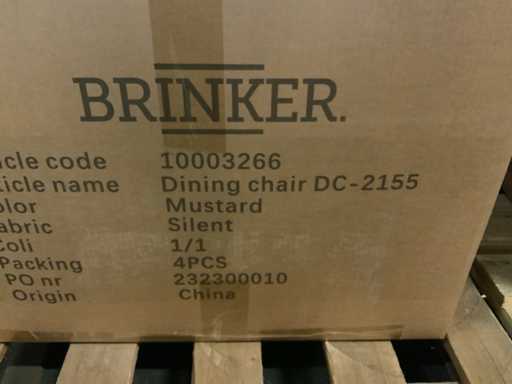 BRINKER.
cle code 10003266
icle name Dining chair DC-2155
olor Mustard
abric Silent
Coli 1/1
Packing 4PCS
PO nr 232300010
Origin China